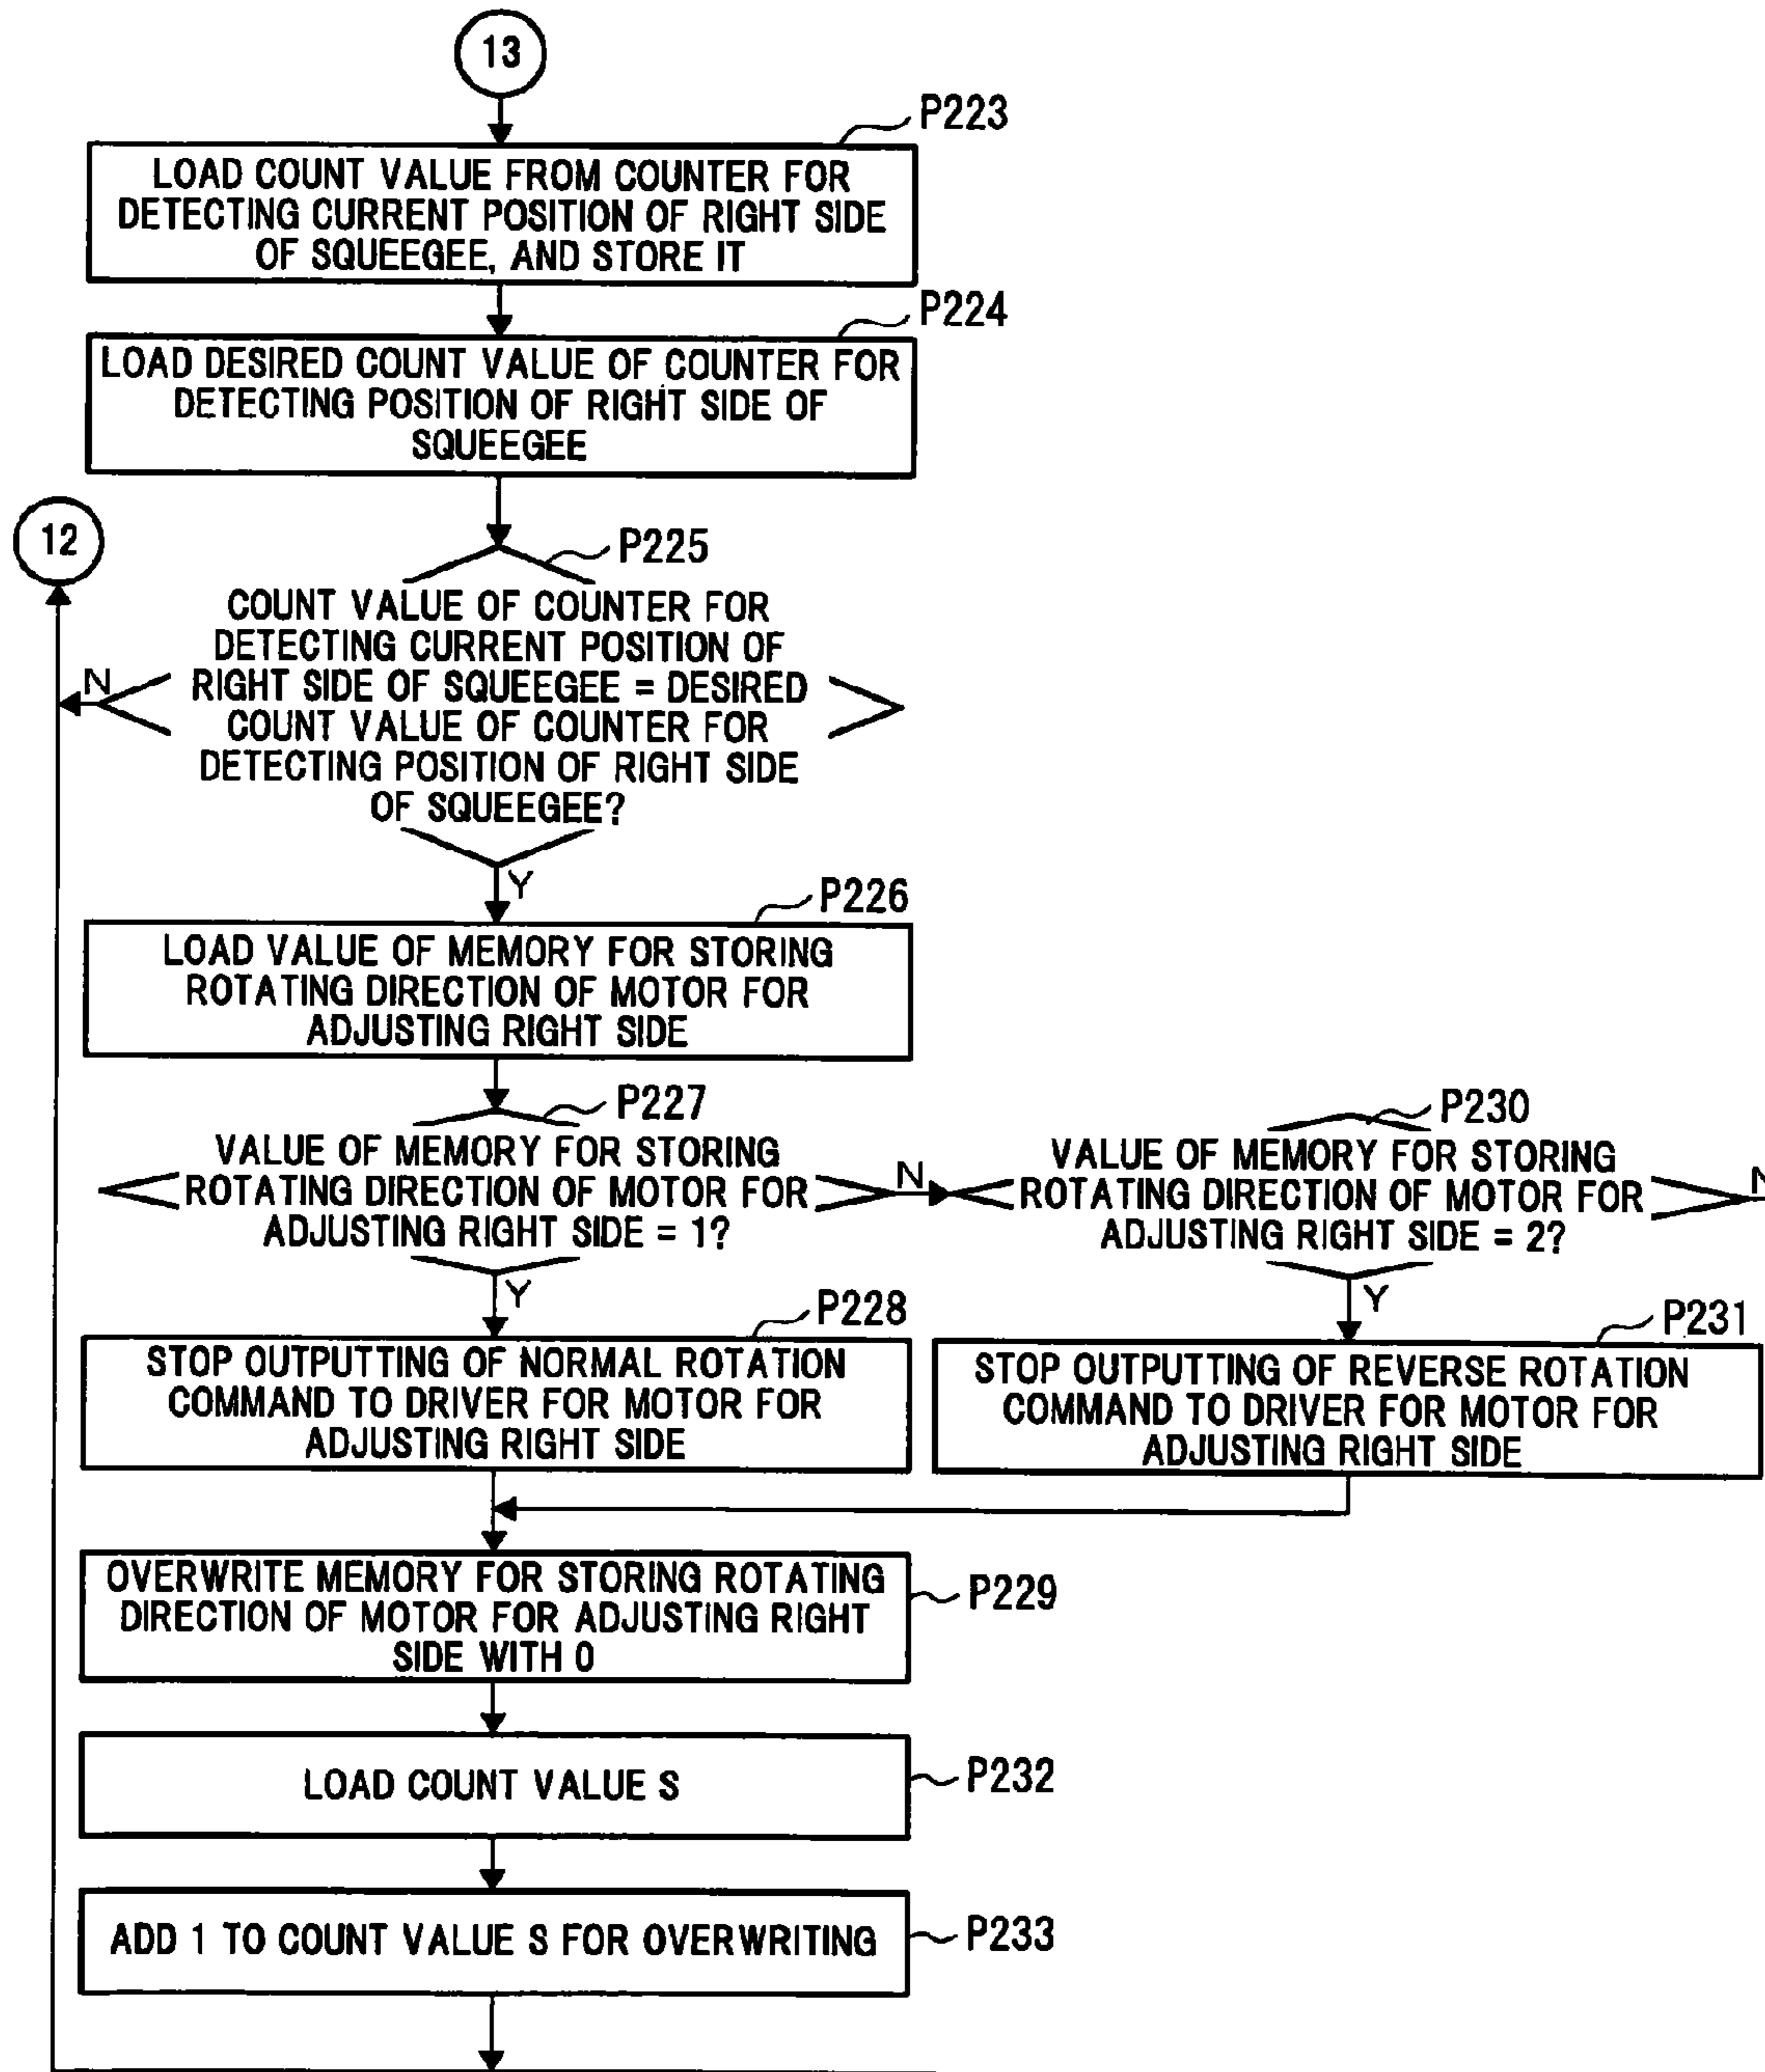 13
P223
LOAD COUNT VALUE FROM COUNTER FOR
DETECTING CURRENT POSITION OF RIGHT SIDE
OF SQUEEGEE, AND STORE IT
P224
LOAD DESIRED COUNT VALUE OF COUNTER FOR
DETECTING POSITION OF RIGHT SIDE OF
SQUEEGEE
12
P225
COUNT VALUE OF COUNTER FOR
DETECTING CURRENT POSITION OF
RIGHT SIDE OF SQUEEGEE = DESIRED
COUNT VALUE OF COUNTER FOR
DETECTING POSITION OF RIGHT SIDE
OF SQUEEGEE?
N
Y
P226
LOAD VALUE OF MEMORY FOR STORING
ROTATING DIRECTION OF MOTOR FOR
ADJUSTING RIGHT SIDE
P227
VALUE OF MEMORY FOR STORING
ROTATING DIRECTION OF MOTOR FOR
ADJUSTING RIGHT SIDE = 1?
N
Y
P230
VALUE OF MEMORY FOR STORING
ROTATING DIRECTION OF MOTOR FOR
ADJUSTING RIGHT SIDE = 2?
N
Y
P228
STOP OUTPUTTING OF NORMAL ROTATION
COMMAND TO DRIVER FOR MOTOR FOR
ADJUSTING RIGHT SIDE
P231
STOP OUTPUTTING OF REVERSE ROTATION
COMMAND TO DRIVER FOR MOTOR FOR
ADJUSTING RIGHT SIDE
OVERWRITE MEMORY FOR STORING ROTATING
DIRECTION OF MOTOR FOR ADJUSTING RIGHT
SIDE WITH 0
P229
LOAD COUNT VALUE S
P232
ADD 1 TO COUNT VALUE S FOR OVERWRITING
P233